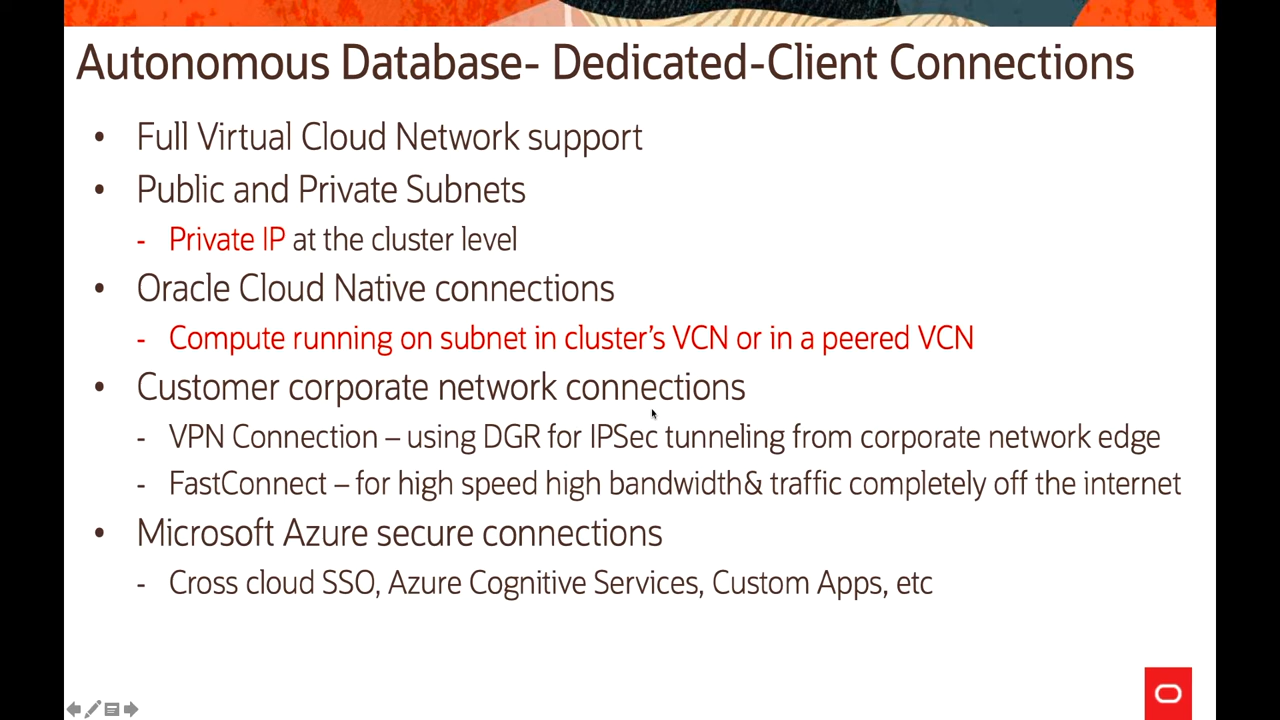 Autonomous Database- Dedicated-Client Connections
• Full Virtual Cloud Network support
• Public and Private Subnets
- Private IP at the cluster level
• Oracle Cloud Native connections
- Compute running on subnet in cluster’s VCN or in a peered VCN
• Customer corporate network connections
- VPN Connection – using DGR for IPSec tunneling from corporate network edge
- FastConnect – for high speed high bandwidth& traffic completely off the internet
• Microsoft Azure secure connections
- Cross cloud SSO, Azure Cognitive Services, Custom Apps, etc